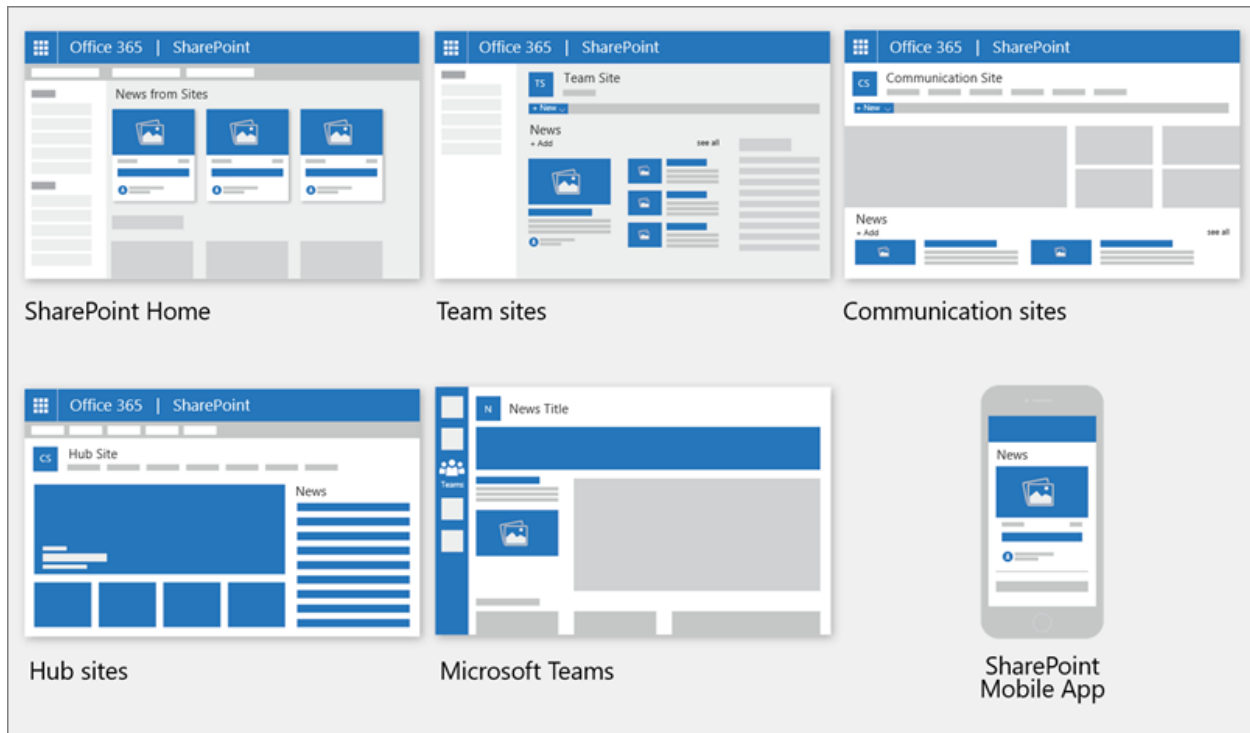 Office 365 | SharePoint
News from Sites
SharePoint Home
Office 365 | SharePoint
TS
Team Site
+ New
News
+ Add
see all
Team sites
Office 365 | SharePoint
CS
Communication Site
+ New
News
+ Add
see all
Communication sites
Office 365 | SharePoint
CS
Hub Site
News
Hub sites
N
News Title
Teams
Microsoft Teams
News
SharePoint
Mobile App